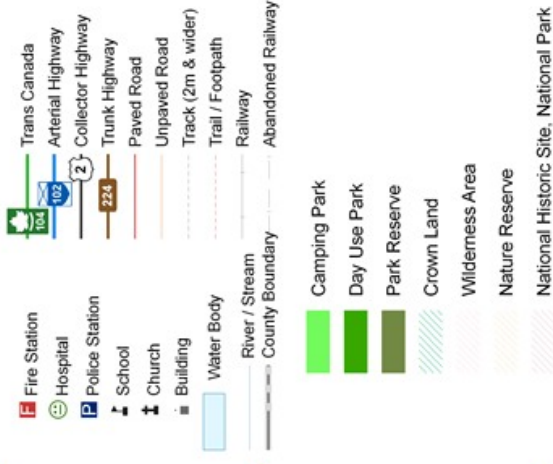 F Fire Station
Hospital
P Police Station
School
Church
Building
Water Body
River / Stream
County Boundary
104 Trans Canada
102 Arterial Highway
2 Collector Highway
224 Trunk Highway
Paved Road
Unpaved Road
Track (2m & wider)
Trail / Footpath
Railway
Abandoned Railway
Camping Park
Day Use Park
Park Reserve
Crown Land
Wilderness Area
Nature Reserve
National Historic Site, National Park